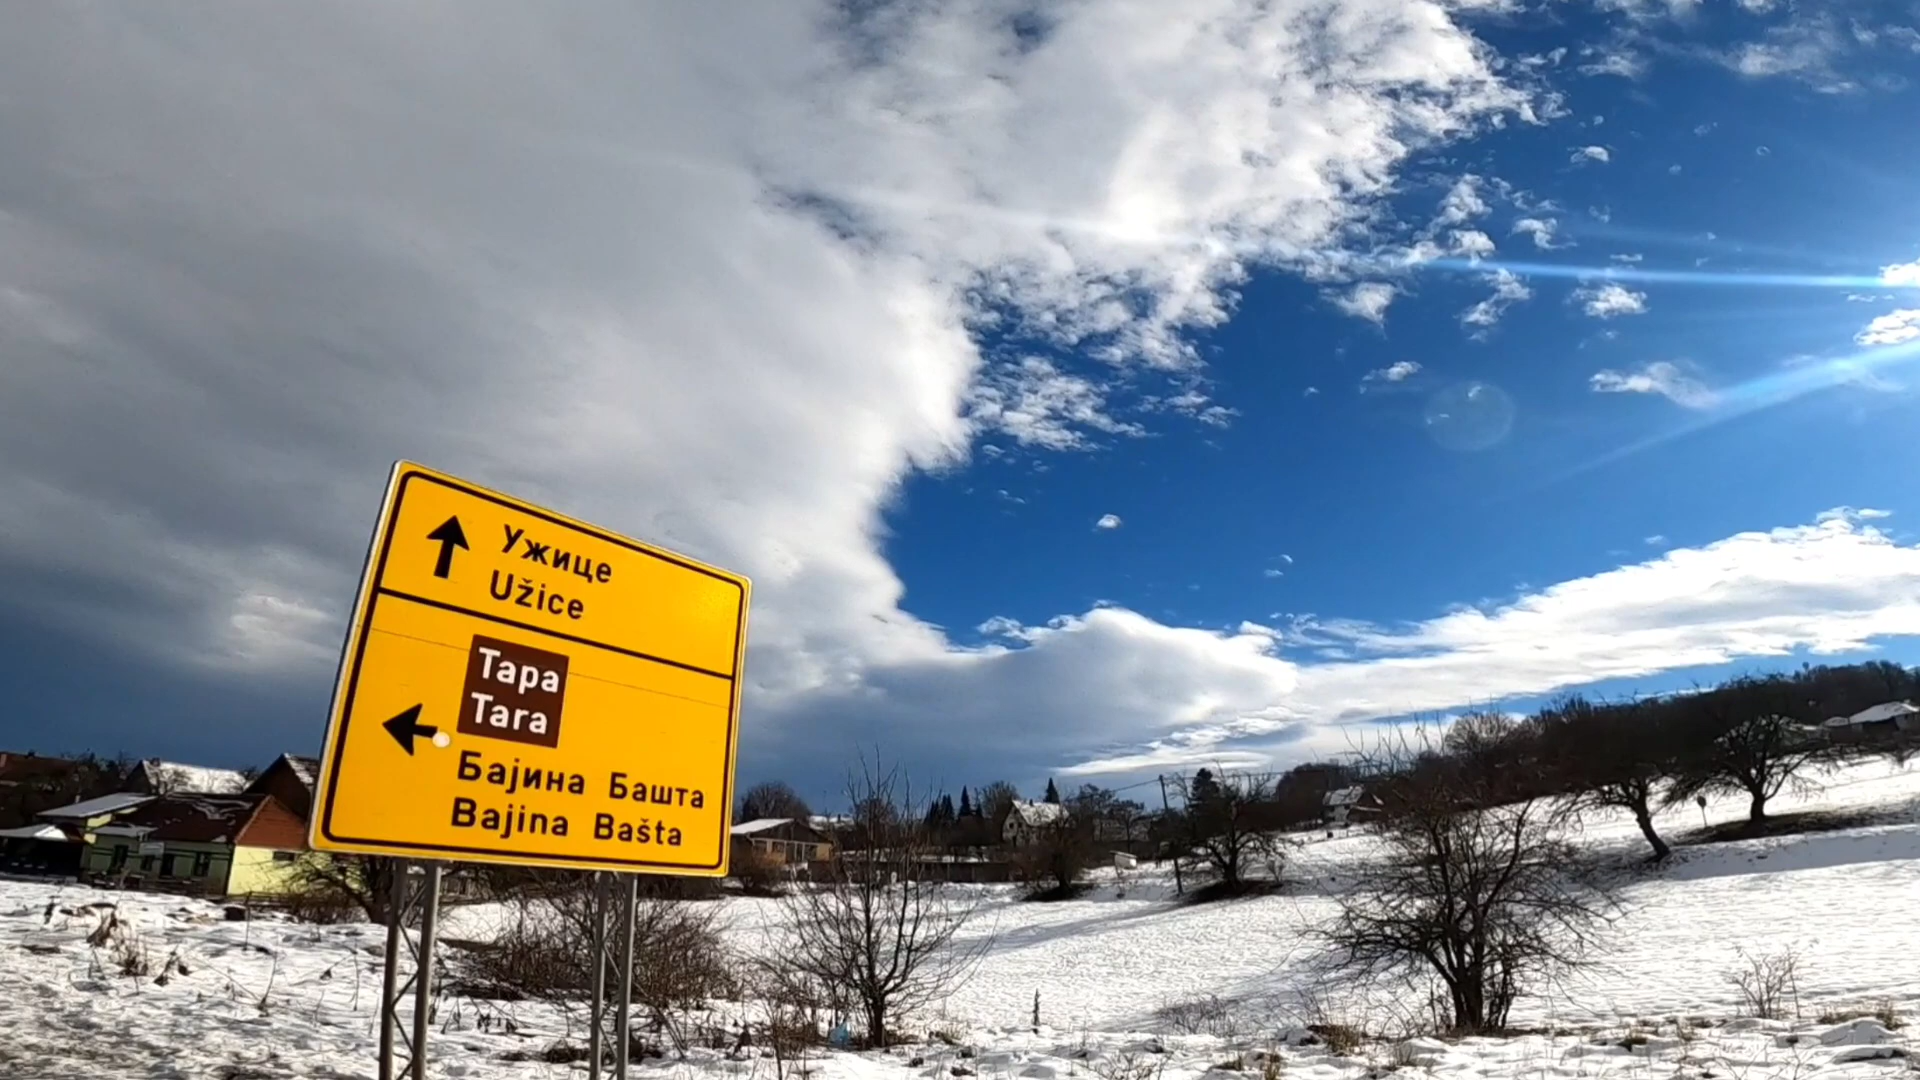 Ужице
Užice
Тара
Tara
Бајина Башта
Bajina Bašta